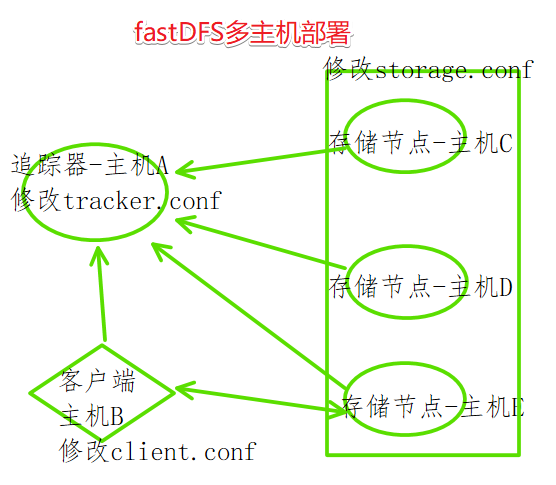 fastDFS多主机部署
修改storage.conf
存储节点-主机C
追踪器-主机A
修改tracker.conf
存储节点-主机D
客户端
主机B
修改client.conf
存储节点-主机E